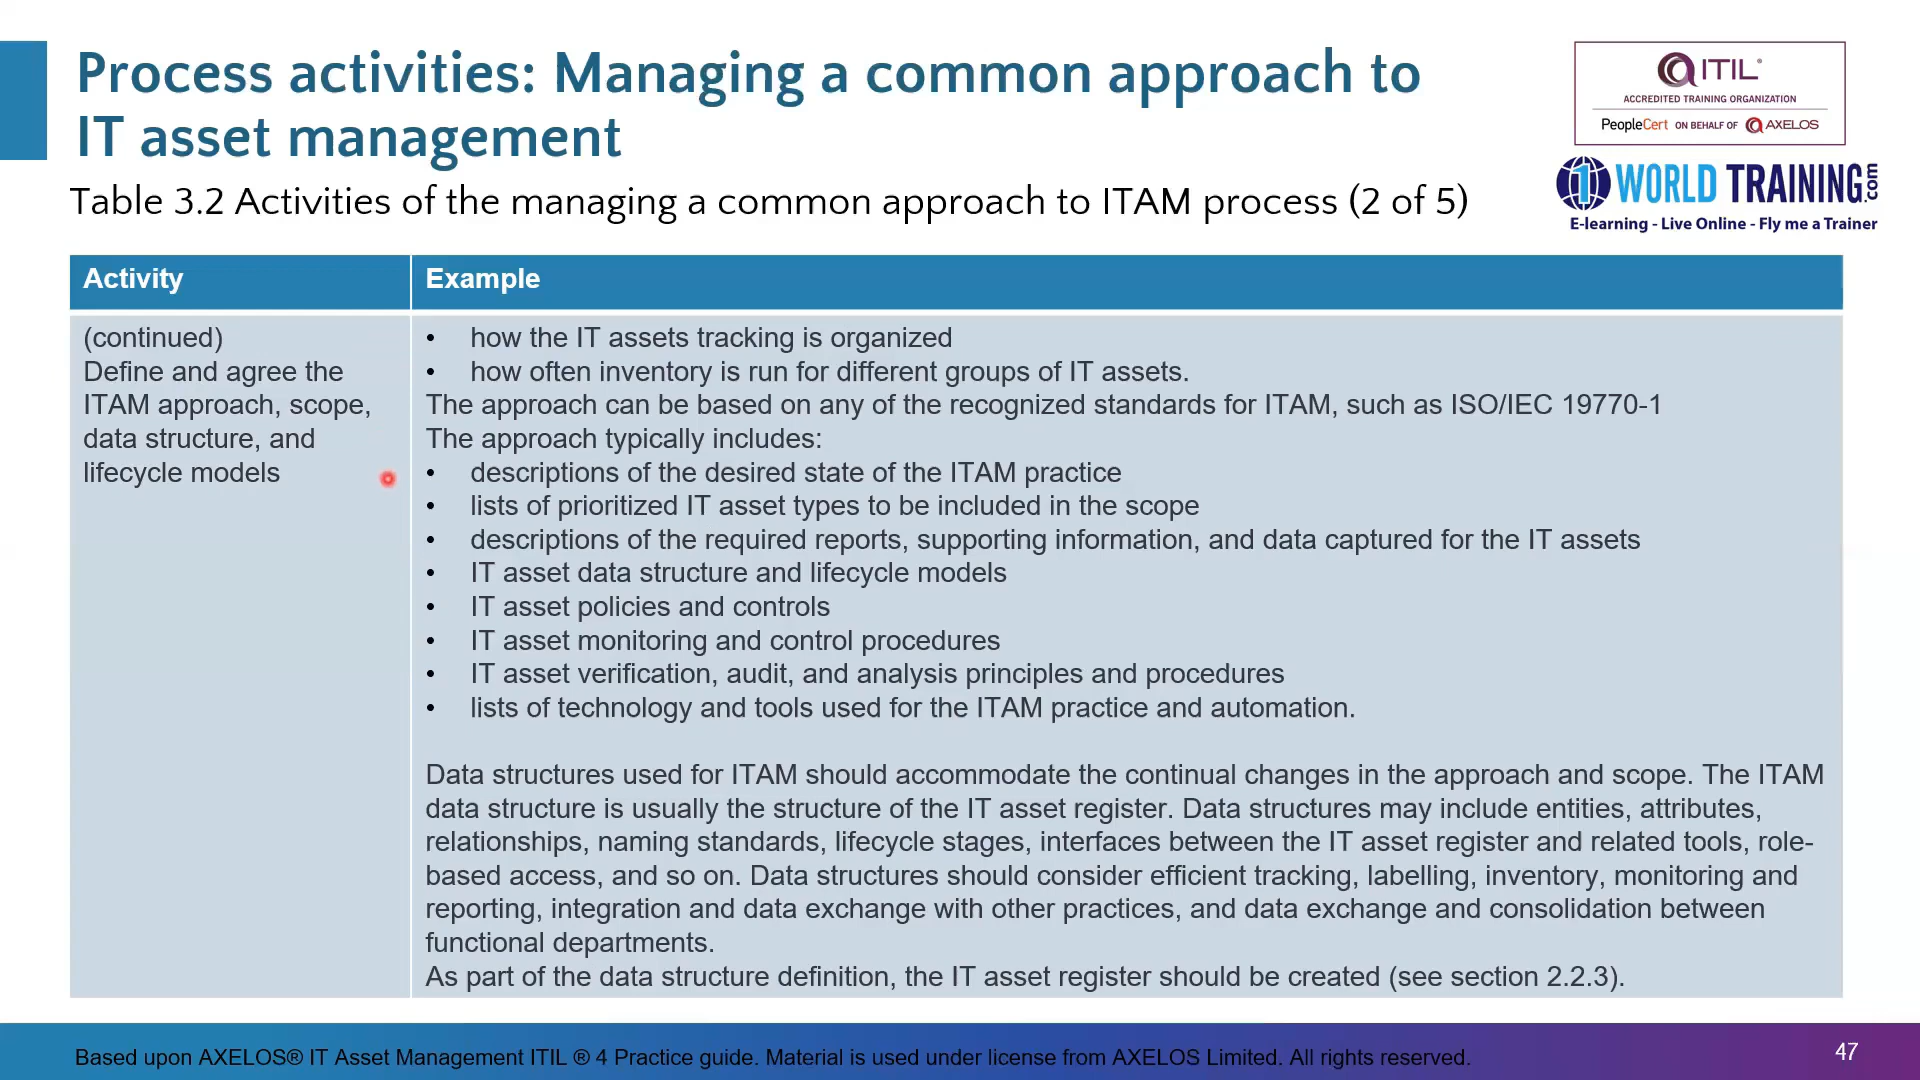 Process activities: Managing a common approach to
IT asset management
Table 3.2 Activities of the managing a common approach to ITAM process (2 of 5)
ITIL®
ACCREDITED TRAINING ORGANIZATION
PeopleCert ON BEHALF OF AXELOS
1 WORLD TRAINING.com
E-learning - Live Online - Fly me a Trainer
Activity
Example
(continued)
Define and agree the
ITAM approach, scope,
data structure, and
lifecycle models
• how the IT assets tracking is organized
• how often inventory is run for different groups of IT assets.
The approach can be based on any of the recognized standards for ITAM, such as ISO/IEC 19770-1
The approach typically includes:
• descriptions of the desired state of the ITAM practice
• lists of prioritized IT asset types to be included in the scope
• descriptions of the required reports, supporting information, and data captured for the IT assets
• IT asset data structure and lifecycle models
• IT asset policies and controls
• IT asset monitoring and control procedures
• IT asset verification, audit, and analysis principles and procedures
• lists of technology and tools used for the ITAM practice and automation.
Data structures used for ITAM should accommodate the continual changes in the approach and scope. The ITAM
data structure is usually the structure of the IT asset register. Data structures may include entities, attributes,
relationships, naming standards, lifecycle stages, interfaces between the IT asset register and related tools, role-
based access, and so on. Data structures should consider efficient tracking, labelling, inventory, monitoring and
reporting, integration and data exchange with other practices, and data exchange and consolidation between
functional departments.
As part of the data structure definition, the IT asset register should be created (see section 2.2.3).
Based upon AXELOS® IT Asset Management ITIL ® 4 Practice guide. Material is used under license from AXELOS Limited. All rights reserved.
47